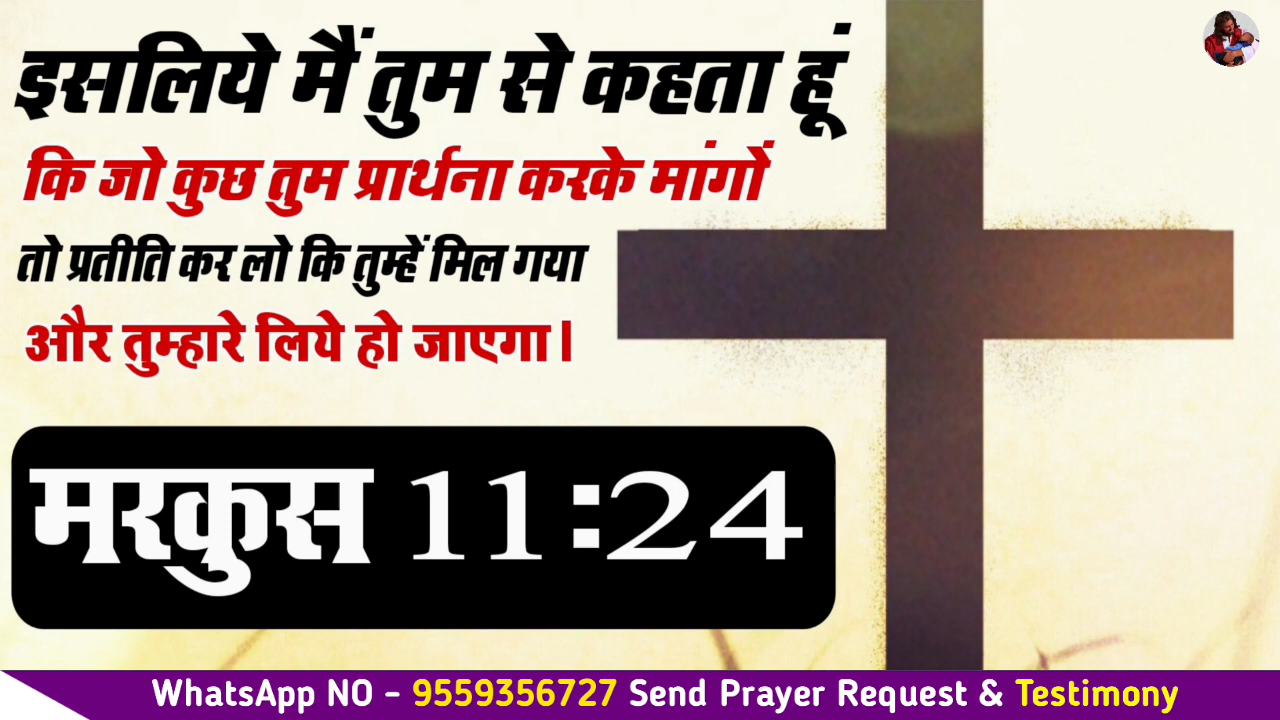 इसलिये मैं तुम से कहता हूं
कि जो कुछ तुम प्रार्थना करके मांगों
तो प्रतीति कर लो कि तुम्हें मिल गया
और तुम्हारे लिये हो जाएगा।
मरकुस 11:24
WhatsApp NO - 9559356727 Send Prayer Request & Testimony